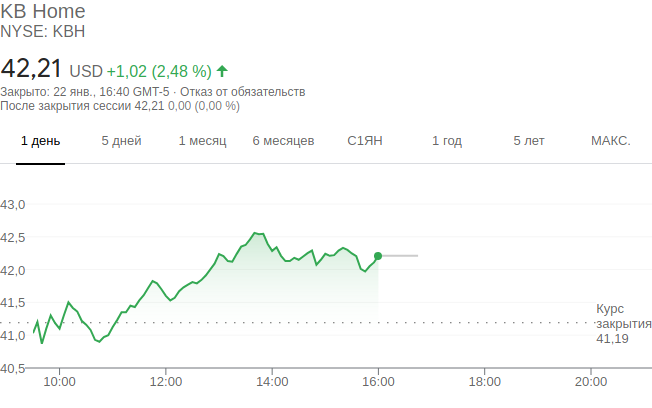 KB Home
NYSE: KBH
42,21 USD +1,02 (2,48 %)
Закрыто: 22 янв., 16:40 GMT-5 · Отказ от обязательств
После закрытия сессии 42,21 0,00 (0,00 %)
1 день 5 дней 1 месяц 6 месяцев С1ЯН 1 год 5 лет МАКС.
43,0
42,5
42,0
41,5
Курс
закрытия
41,19
41,0
40,5
10:00 12:00 14:00 16:00 18:00 20:00